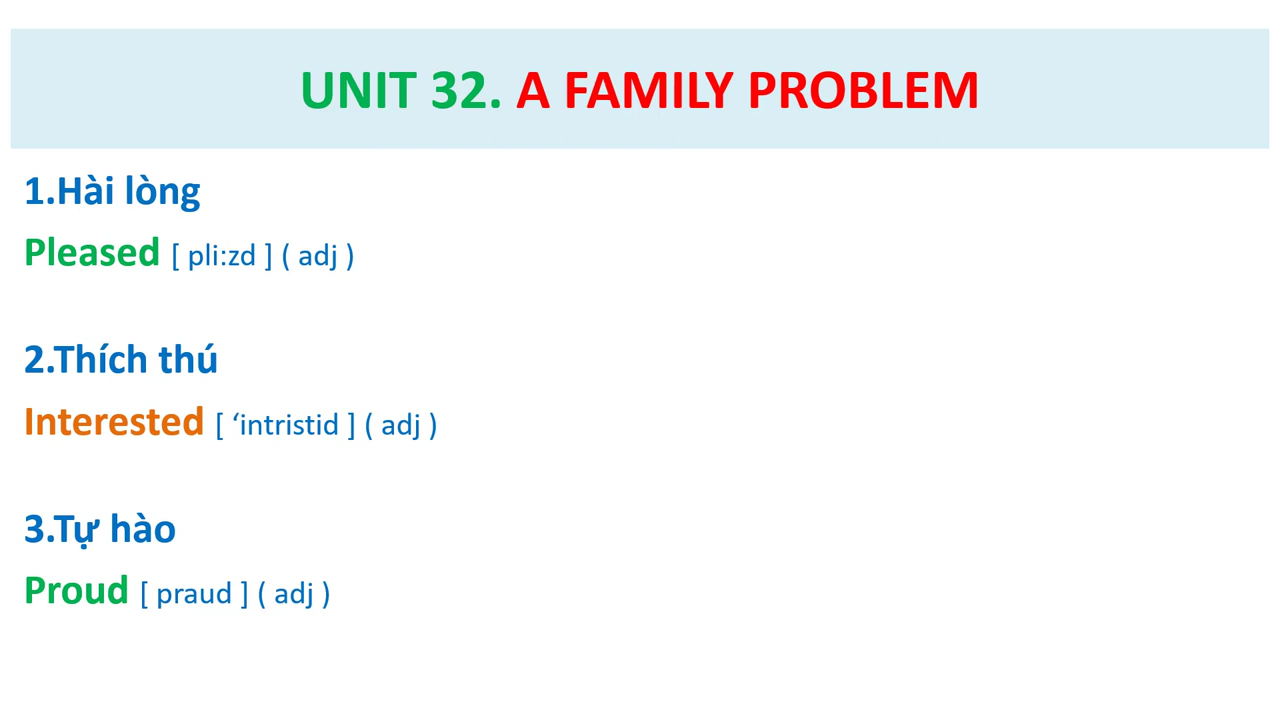 UNIT 32. A FAMILY PROBLEM
1.Hài lòng
Pleased [ pli:zd ] ( adj )
2.Thích thú
Interested [ ‘intristid ] ( adj )
3.Tự hào
Proud [ praud ] ( adj )